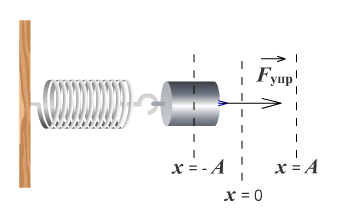 Fупр
x = - A
x = A
x = 0